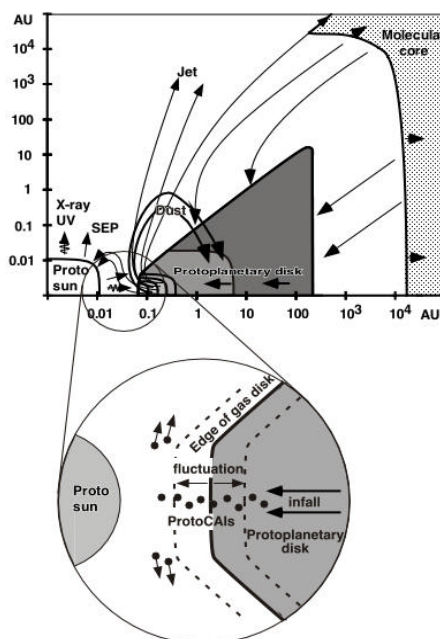 AU
10⁴
10³
100
10
1
0.1
0.01
Molecular
core
Jet
X-ray
UV
SEP
Dust
Proto
sun
Protoplanetary disk
0.01
0.1
1
10
100
10³
10⁴
AU
Edge of gas disk
fluctuation
Proto
sun
ProtoCAIs
infall
Protoplanetary
disk